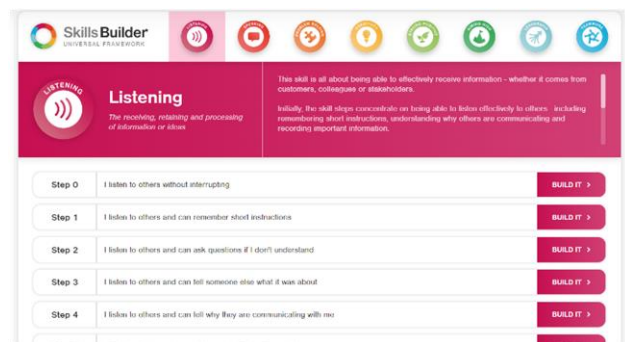 Skills Builder
UNIVERSAL FRAMEWORK
LISTENING
LISTENING
Listening
The receiving, retaining and processing
of information or ideas
This skill is all about being able to effectively receive information - whether it comes from
customers, colleagues or stakeholders.
Initially, the skill steps concentrate on being able to listen effectively to others including
remembering short instructions, understanding why others are communicating and
recording important information.
Step 0
I listen to others without interrupting
BUILD IT >
Step 1
I listen to others and can remember short instructions
BUILD IT >
Step 2
I listen to others and can ask questions if I don't understand
BUILD IT >
Step 3
I listen to others and can tell someone else what it was about
BUILD IT >
Step 4
I listen to others and can tell why they are communicating with me
BUILD IT >